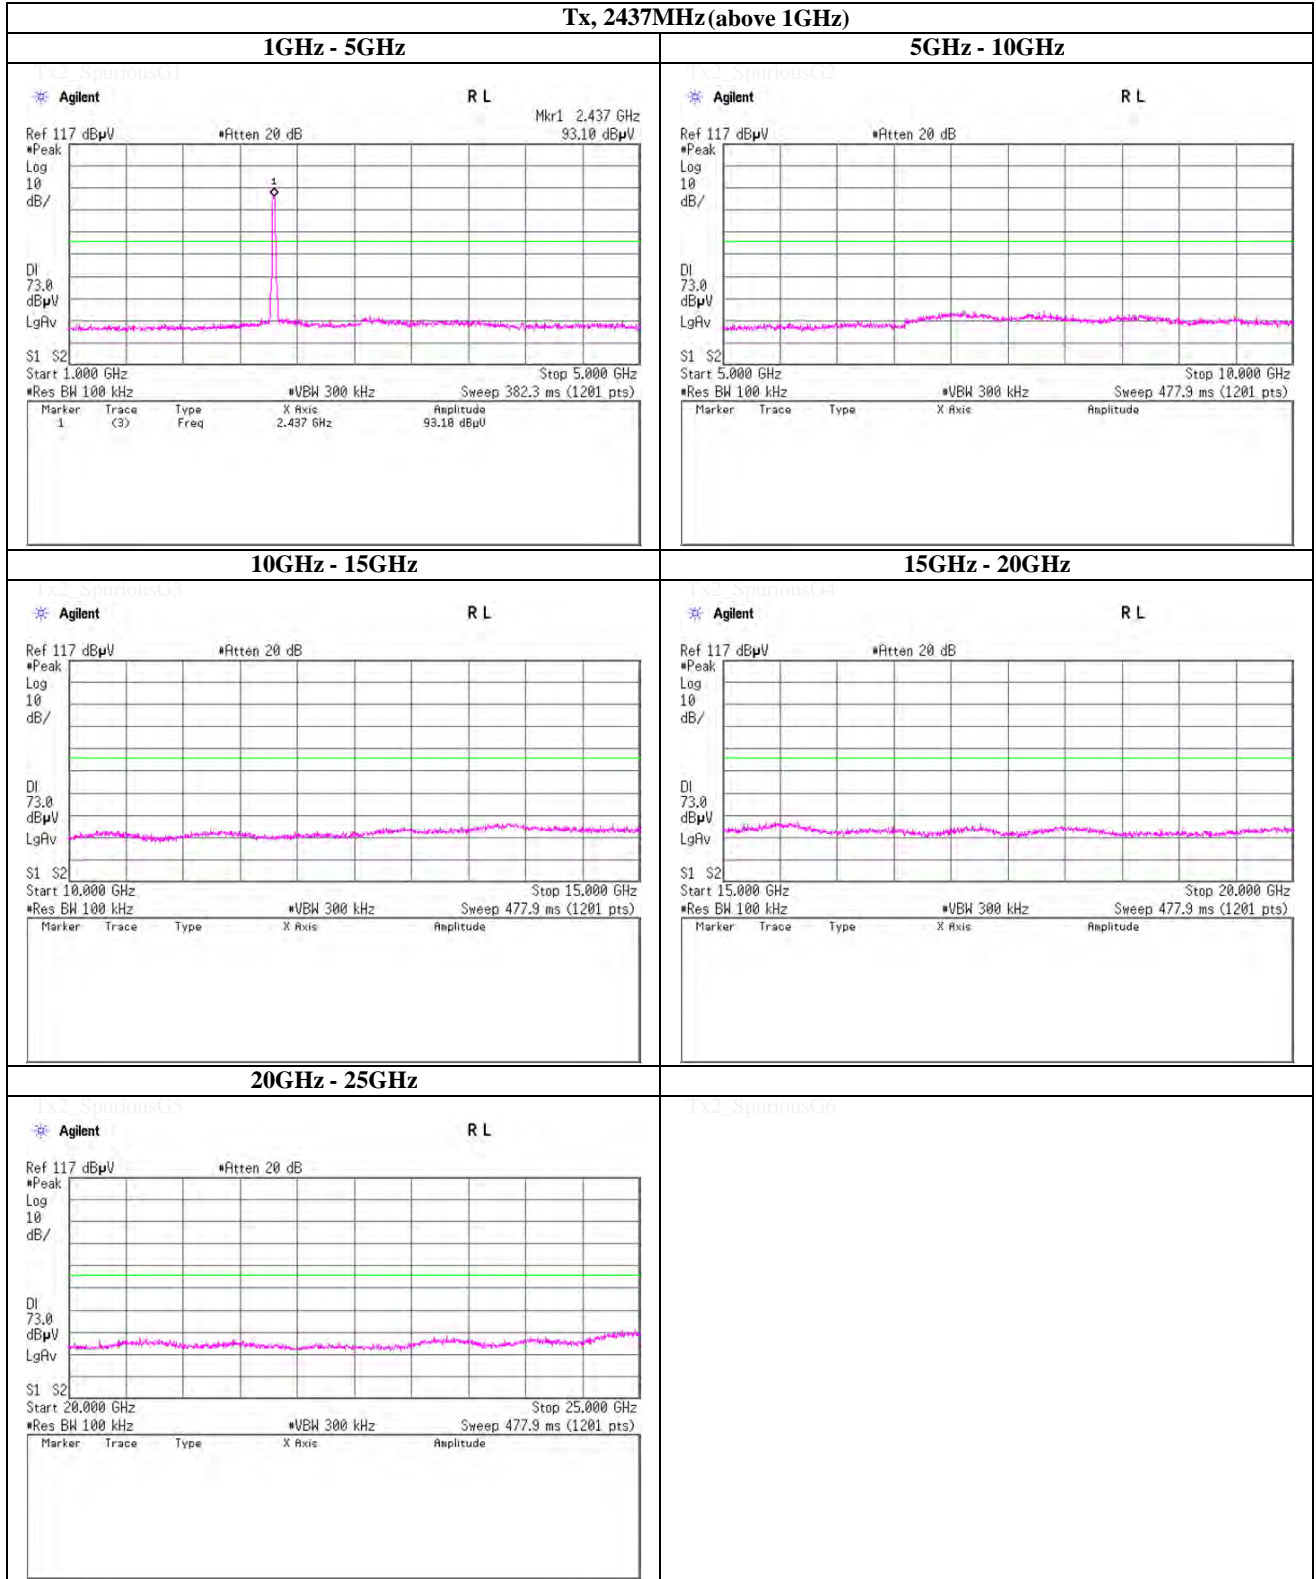 Tx, 2437MHz(above 1GHz)
1GHz - 5GHz
Tx2_SpuriousG1
Agilent R L
Mkr1 2.437 GHz
Ref 117 dBµV #Atten 20 dB 93.10 dBµV
#Peak
Log
10
dB/
1
DI
73.0
dBµV
LgAv
S1 S2
Start 1.000 GHz Stop 5.000 GHz
#Res BW 100 kHz #VBW 300 kHz Sweep 382.3 ms (1201 pts)
Marker Trace Type X Axis Amplitude
1 (3) Freq 2.437 GHz 93.10 dBµV
5GHz - 10GHz
Tx2_SpuriousG2
Agilent R L
Ref 117 dBµV #Atten 20 dB
#Peak
Log
10
dB/
DI
73.0
dBµV
LgAv
S1 S2
Start 5.000 GHz Stop 10.000 GHz
#Res BW 100 kHz #VBW 300 kHz Sweep 477.9 ms (1201 pts)
Marker Trace Type X Axis Amplitude
10GHz - 15GHz
Tx2_SpuriousG3
Agilent R L
Ref 117 dBµV #Atten 20 dB
#Peak
Log
10
dB/
DI
73.0
dBµV
LgAv
S1 S2
Start 10.000 GHz Stop 15.000 GHz
#Res BW 100 kHz #VBW 300 kHz Sweep 477.9 ms (1201 pts)
Marker Trace Type X Axis Amplitude
15GHz - 20GHz
Tx2_SpuriousG4
Agilent R L
Ref 117 dBµV #Atten 20 dB
#Peak
Log
10
dB/
DI
73.0
dBµV
LgAv
S1 S2
Start 15.000 GHz Stop 20.000 GHz
#Res BW 100 kHz #VBW 300 kHz Sweep 477.9 ms (1201 pts)
Marker Trace Type X Axis Amplitude
20GHz - 25GHz
Tx2_SpuriousG5
Agilent R L
Ref 117 dBµV #Atten 20 dB
#Peak
Log
10
dB/
DI
73.0
dBµV
LgAv
S1 S2
Start 20.000 GHz Stop 25.000 GHz
#Res BW 100 kHz #VBW 300 kHz Sweep 477.9 ms (1201 pts)
Marker Trace Type X Axis Amplitude
Tx2_SpuriousG6